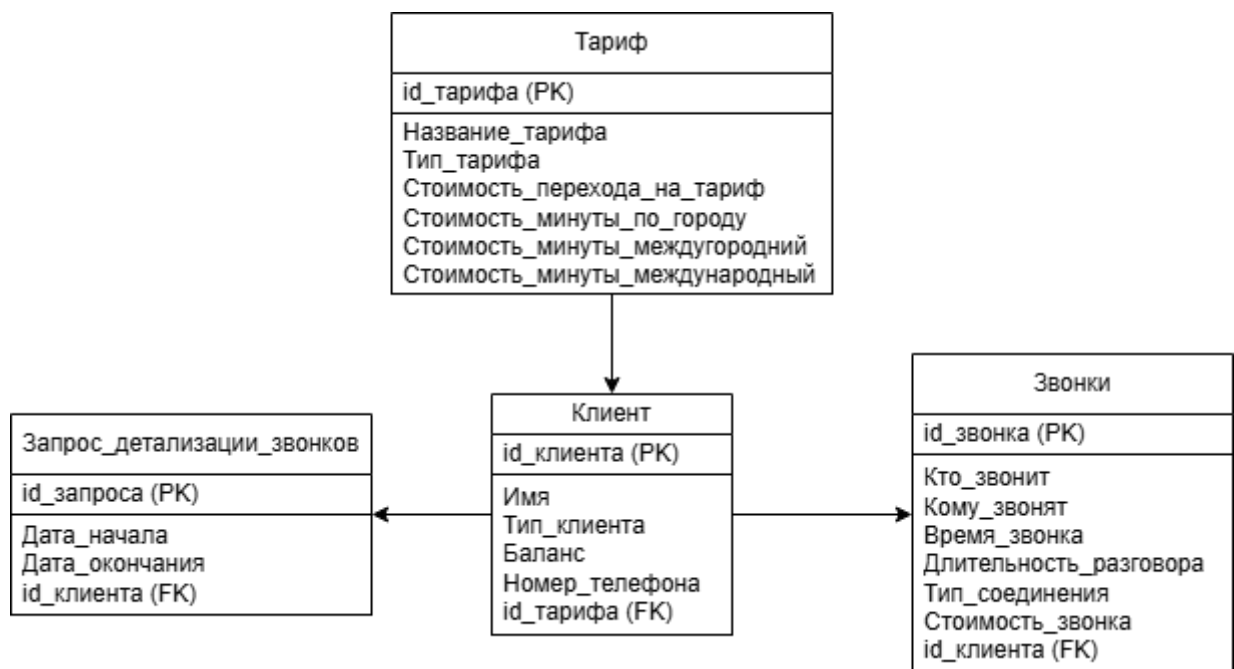 Тариф
id_тарифа (PK)
Название_тарифа
Тип_тарифа
Стоимость_перехода_на_тариф
Стоимость_минуты_по_городу
Стоимость_минуты_междугородний
Стоимость_минуты_международный
Запрос_детализации_звонков
id_запроса (PK)
Дата_начала
Дата_окончания
id_клиента (FK)
Клиент
id_клиента (PK)
Имя
Тип_клиента
Баланс
Номер_телефона
id_тарифа (FK)
Звонки
id_звонка (PK)
Кто_звонит
Кому_звонят
Время_звонка
Длительность_разговора
Тип_соединения
Стоимость_звонка
id_клиента (FK)